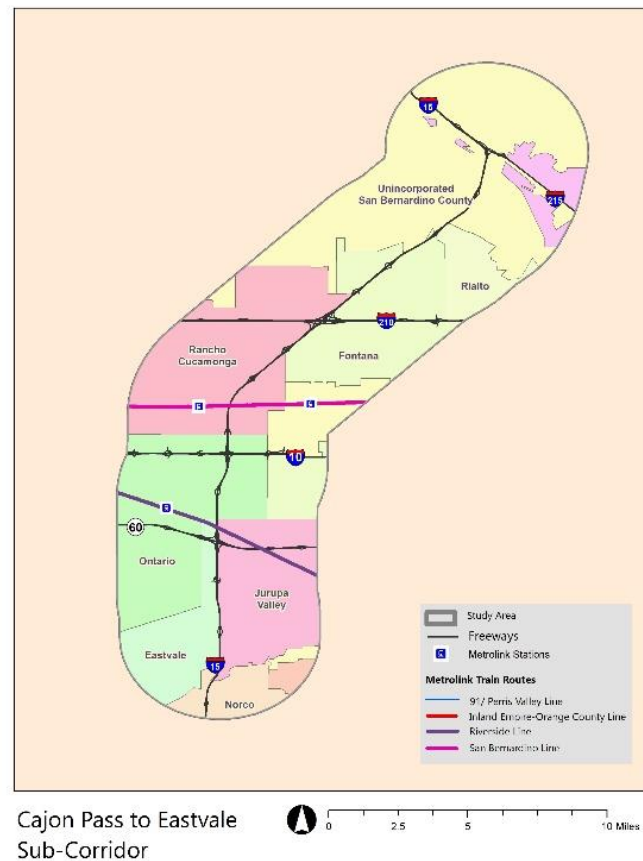 15
215
Unincorporated
San Bernardino County
Rialto
210
Rancho
Cucamonga
Fontana
10
60
Ontario
Jurupa
Valley
Eastvale
15
Norco
Study Area
Freeways
Metrolink Stations
Metrolink Train Routes
91/ Perris Valley Line
Inland Empire-Orange County Line
Riverside Line
San Bernardino Line
Cajon Pass to Eastvale
Sub-Corridor
0 2.5 5 10 Miles